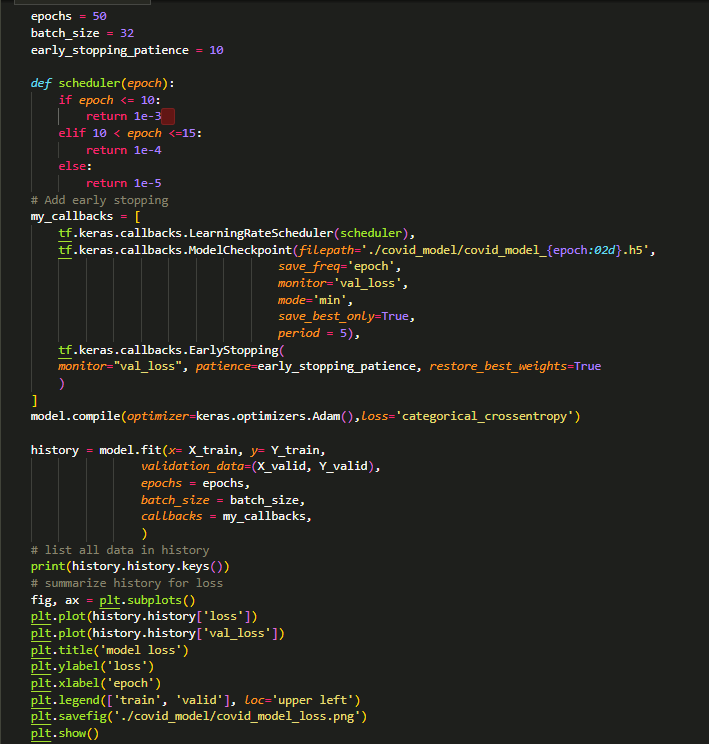 epochs = 50
batch_size = 32
early_stopping_patience = 10
def scheduler(epoch):
if epoch <= 10:
return 1e-3
elif 10 < epoch <=15:
return 1e-4
else:
return 1e-5
# Add early stopping
my_callbacks = [
tf.keras.callbacks.LearningRateScheduler(scheduler),
tf.keras.callbacks.ModelCheckpoint(filepath='./covid_model/covid_model_{epoch:02d}.h5',
save_freq='epoch',
monitor='val_loss',
mode='min',
save_best_only=True,
period = 5),
tf.keras.callbacks.EarlyStopping(
monitor="val_loss", patience=early_stopping_patience, restore_best_weights=True
)
]
model.compile(optimizer=keras.optimizers.Adam(),loss='categorical_crossentropy')
history = model.fit(x= X_train, y= Y_train,
validation_data=(X_valid, Y_valid),
epochs = epochs,
batch_size = batch_size,
callbacks = my_callbacks,
)
# list all data in history
print(history.history.keys())
# summarize history for loss
fig, ax = plt.subplots()
plt.plot(history.history['loss'])
plt.plot(history.history['val_loss'])
plt.title('model loss')
plt.ylabel('loss')
plt.xlabel('epoch')
plt.legend(['train', 'valid'], loc='upper left')
plt.savefig('./covid_model/covid_model_loss.png')
plt.show()